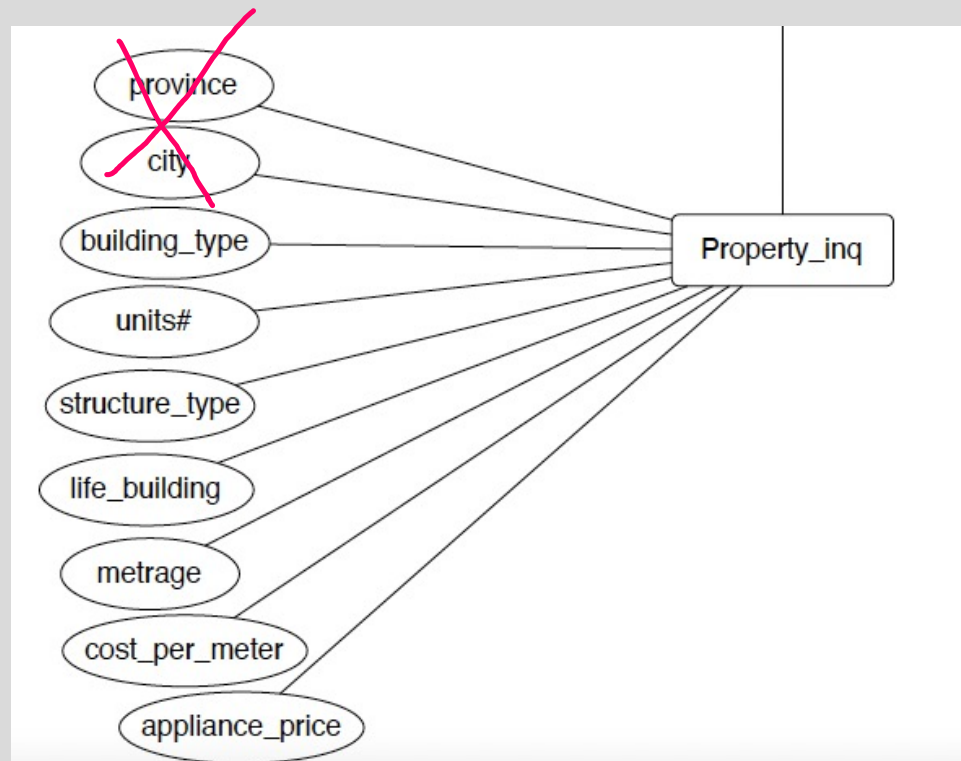 province
city
building_type
Property_inq
units#
structure_type
life_building
metrage
cost_per_meter
appliance_price